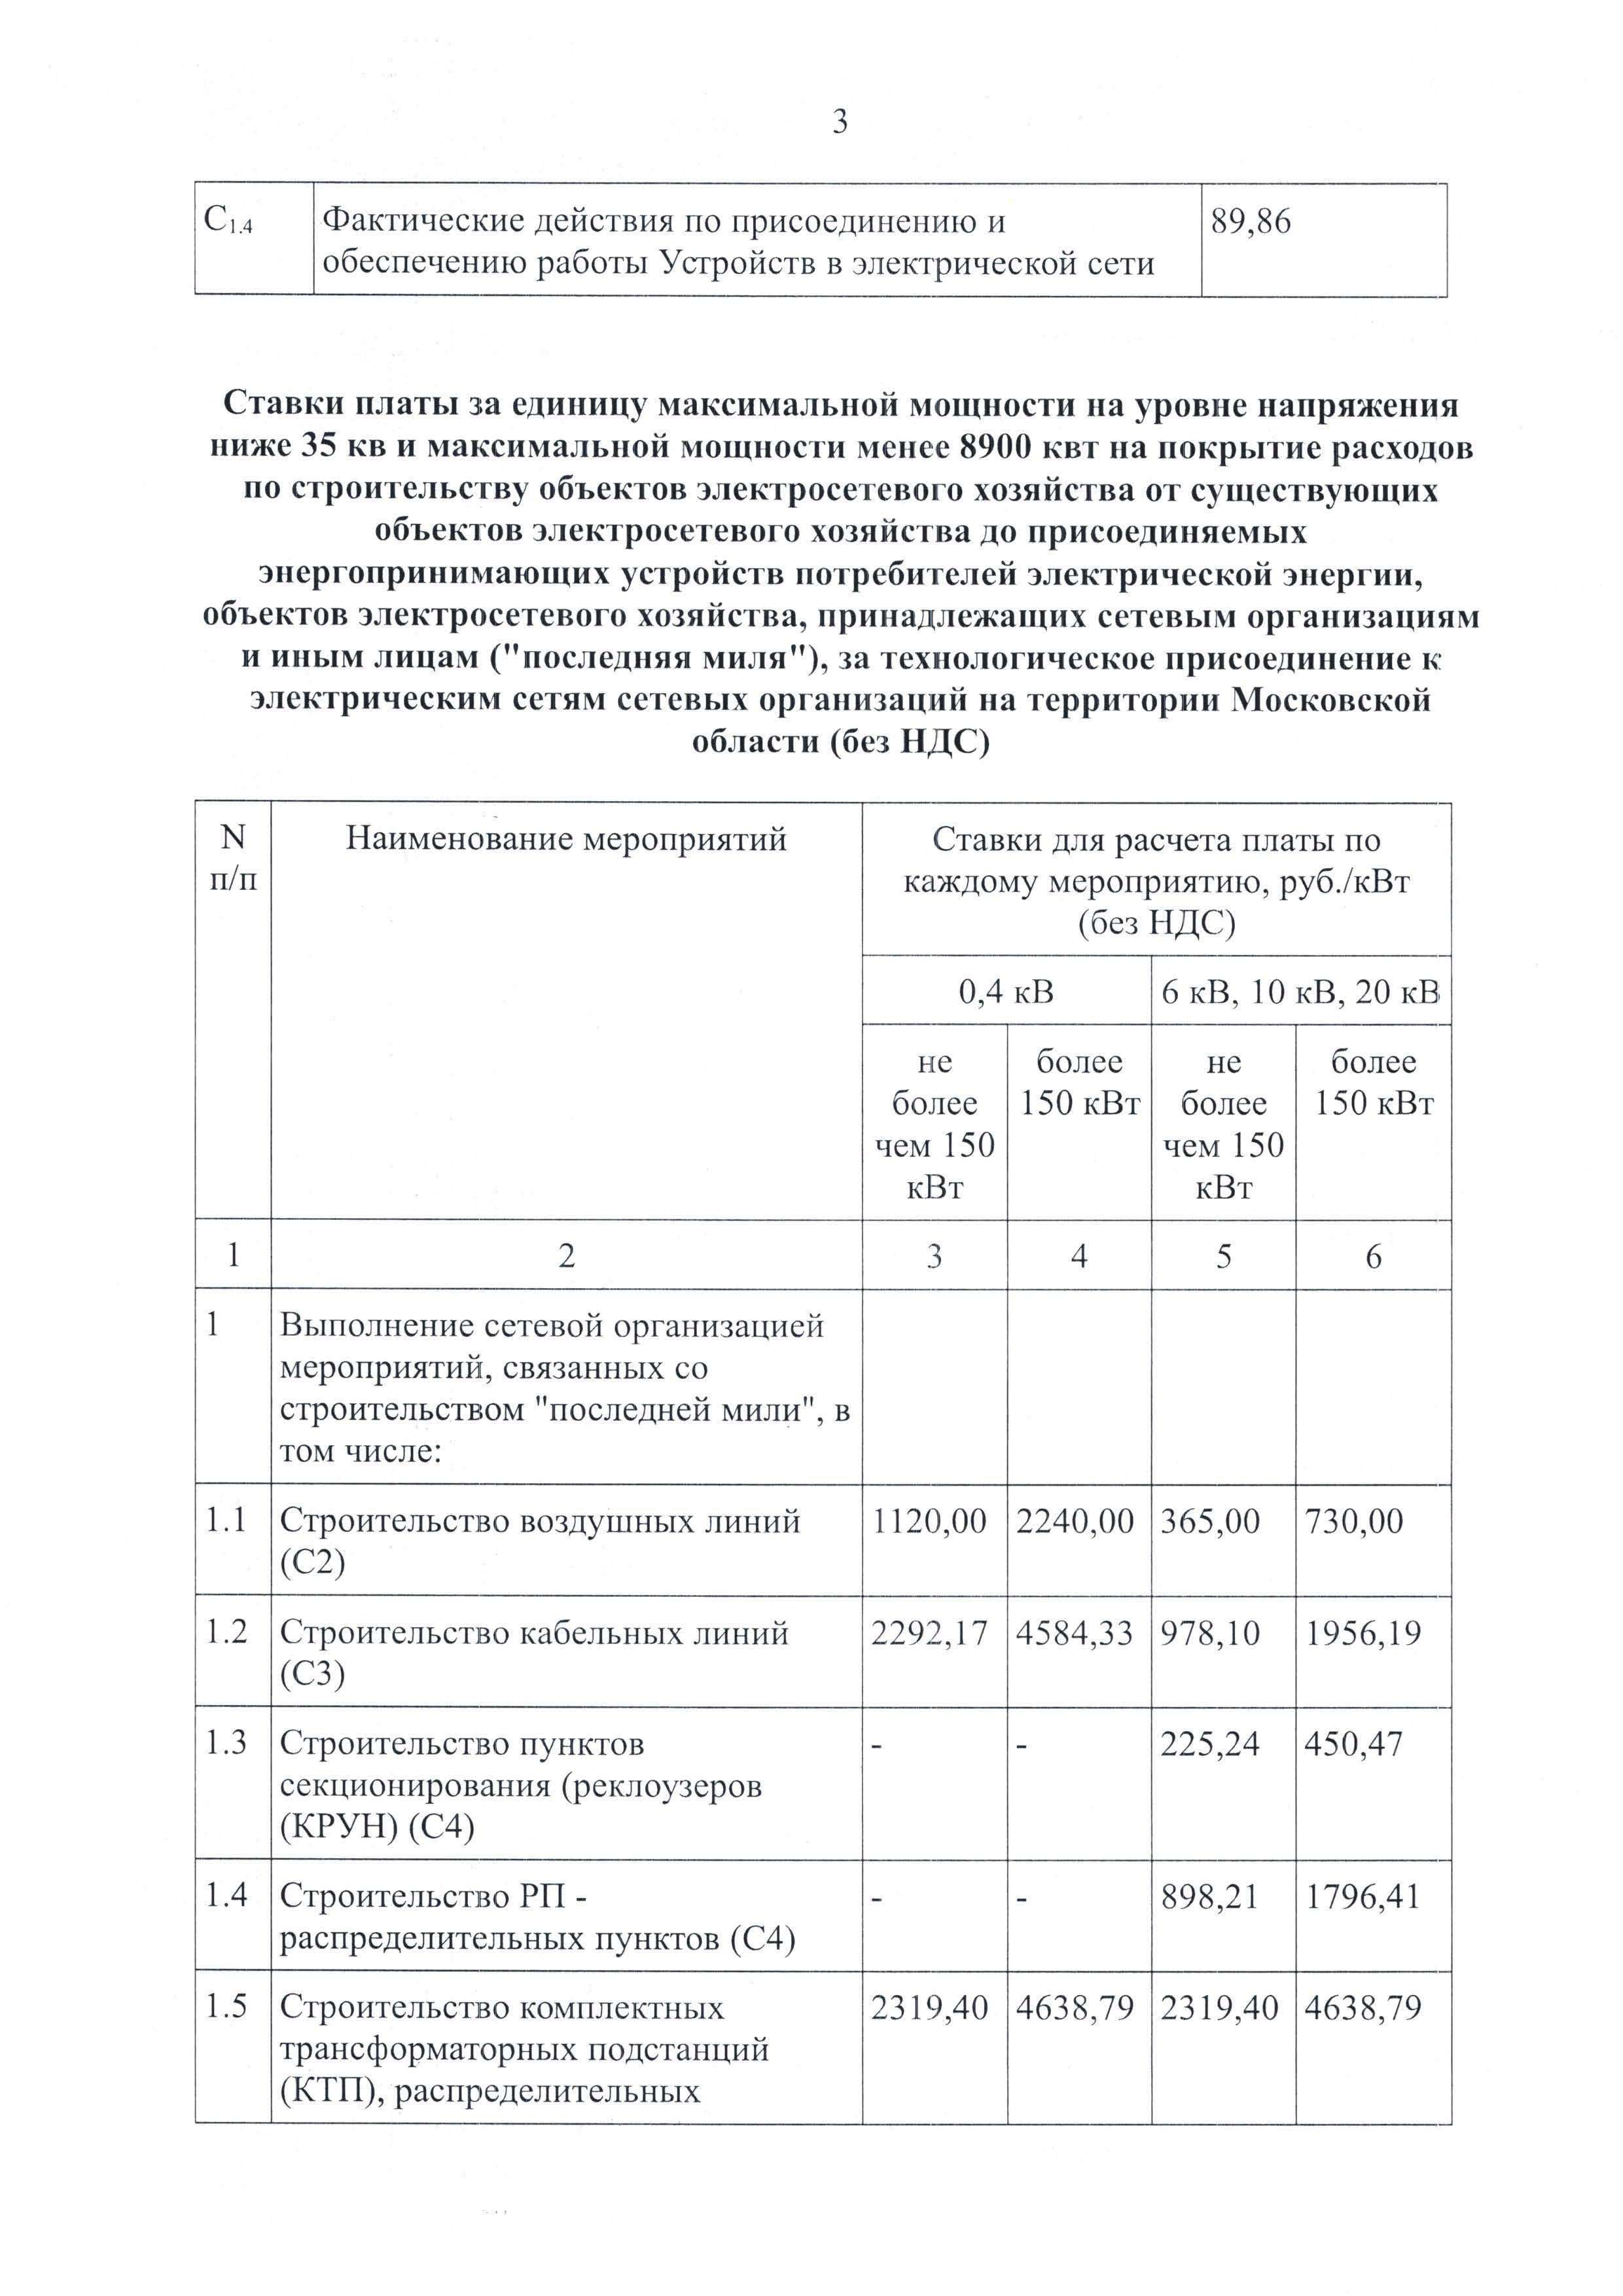 3
С1.4 Фактические действия по присоединению и 89,86
обеспечению работы Устройств в электрической сети
Ставки платы за единицу максимальной мощности на уровне напряжения
ниже 35 кв и максимальной мощности менее 8900 квт на покрытие расходов
по строительству объектов электросетевого хозяйства от существующих
объектов электросетевого хозяйства до присоединяемых
энергопринимающих устройств потребителей электрической энергии,
объектов электросетевого хозяйства, принадлежащих сетевым организациям
и иным лицам ("последняя миля"), за технологическое присоединение к
электрическим сетям сетевых организаций на территории Московской
области (без НДС)
N Наименование мероприятий Ставки для расчета платы по
п/п каждому мероприятию, руб./кВт
(без НДС)
0,4 кВ 6 кВ, 10 кВ, 20 кВ
не более не более
более 150 кВт более 150 кВт
чем 150 чем 150
кВт кВт
1 2 3 4 5 6
1 Выполнение сетевой организацией
мероприятий, связанных со
строительством "последней мили", в
том числе:
1.1 Строительство воздушных линий 1120,00 2240,00 365,00 730,00
(С2)
1.2 Строительство кабельных линий 2292,17 4584,33 978,10 1956,19
(С3)
1.3 Строительство пунктов - - 225,24 450,47
секционирования (реклоузеров
(КРУН) (С4)
1.4 Строительство РП - - - 898,21 1796,41
распределительных пунктов (С4)
1.5 Строительство комплектных 2319,40 4638,79 2319,40 4638,79
трансформаторных подстанций
(КТП), распределительных